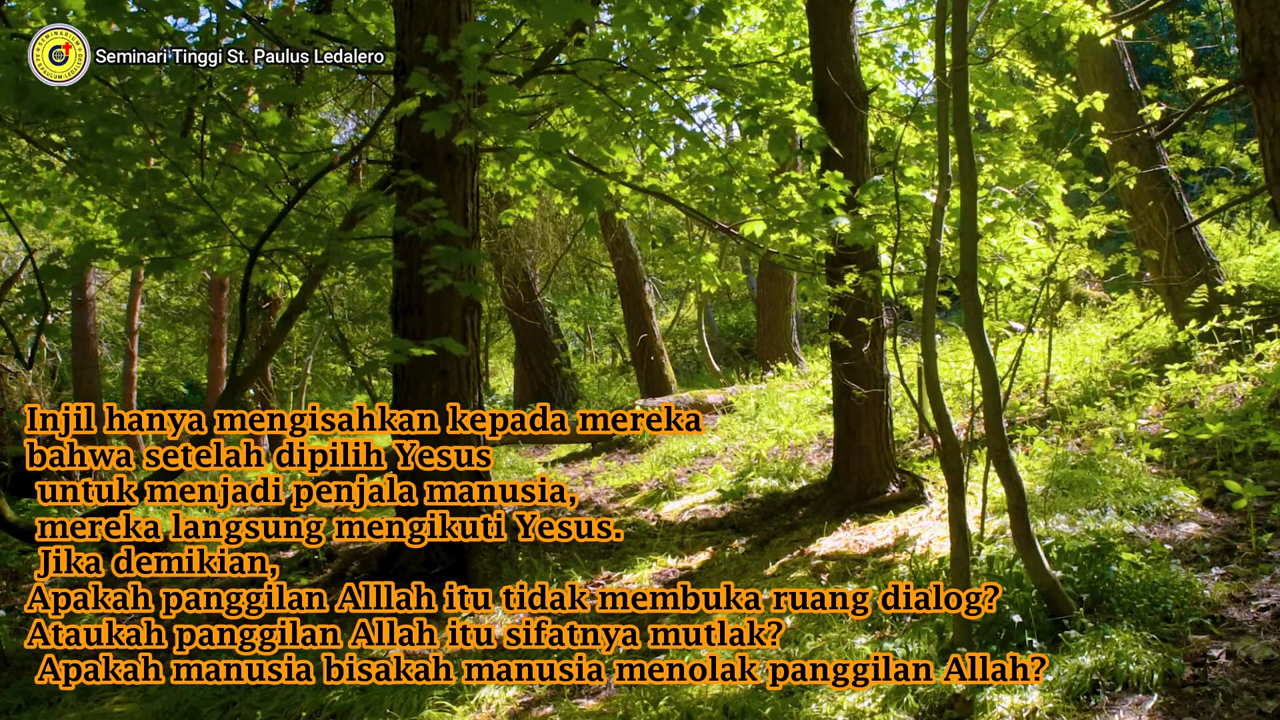 Seminari Tinggi St. Paulus Ledalero
Injil hanya mengisahkan kepada mereka
bahwa setelah dipilih Yesus
untuk menjadi penjala manusia,
mereka langsung mengikuti Yesus.
Jika demikian,
Apakah panggilan Alllah itu tidak membuka ruang dialog?
Ataukah panggilan Allah itu sifatnya mutlak?
Apakah manusia bisakah manusia menolak panggilan Allah?